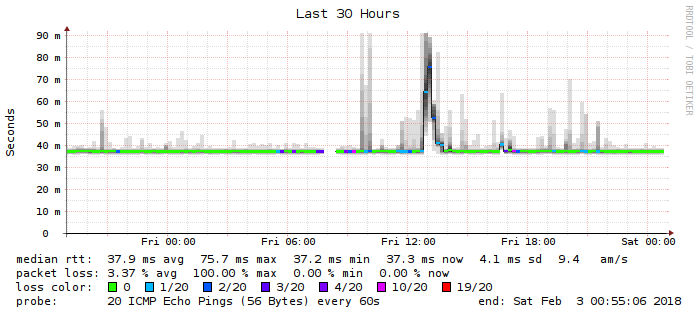 Last 30 Hours
RRDTOOL / TOBI OETIKER
Seconds
90 m
80 m
70 m
60 m
50 m
40 m
30 m
20 m
10 m
0
Fri 00:00 Fri 06:00 Fri 12:00 Fri 18:00 Sat 00:00
median rtt: 37.9 ms avg 75.7 ms max 37.2 ms min 37.3 ms now 4.1 ms sd 9.4 am/s
packet loss: 3.37 % avg 100.00 % max 0.00 % min 0.00 % now
loss color: 0 1/20 2/20 3/20 4/20 10/20 19/20
probe: 20 ICMP Echo Pings (56 Bytes) every 60s end: Sat Feb 3 00:55:06 2018